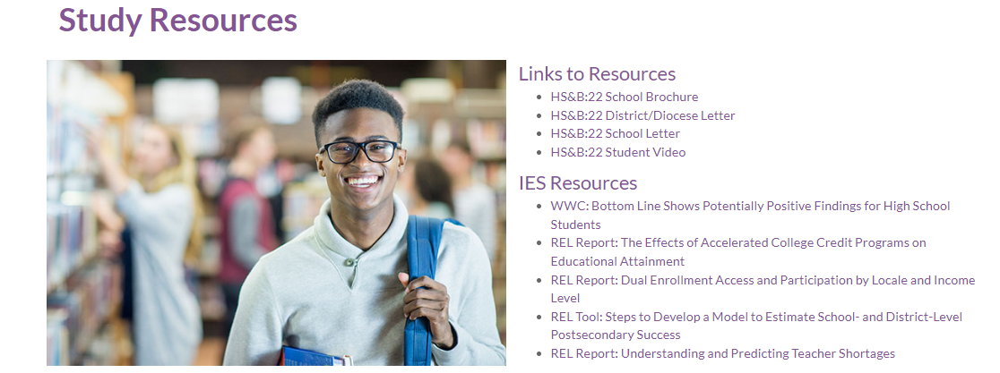 Study Resources
Links to Resources
HS&B:22 School Brochure
HS&B:22 District/Diocese Letter
HS&B:22 School Letter
HS&B:22 Student Video
IES Resources
WWC: Bottom Line Shows Potentially Positive Findings for High School
Students
REL Report: The Effects of Accelerated College Credit Programs on
Educational Attainment
REL Report: Dual Enrollment Access and Participation by Locale and Income
Level
REL Tool: Steps to Develop a Model to Estimate School- and District-Level
Postsecondary Success
REL Report: Understanding and Predicting Teacher Shortages